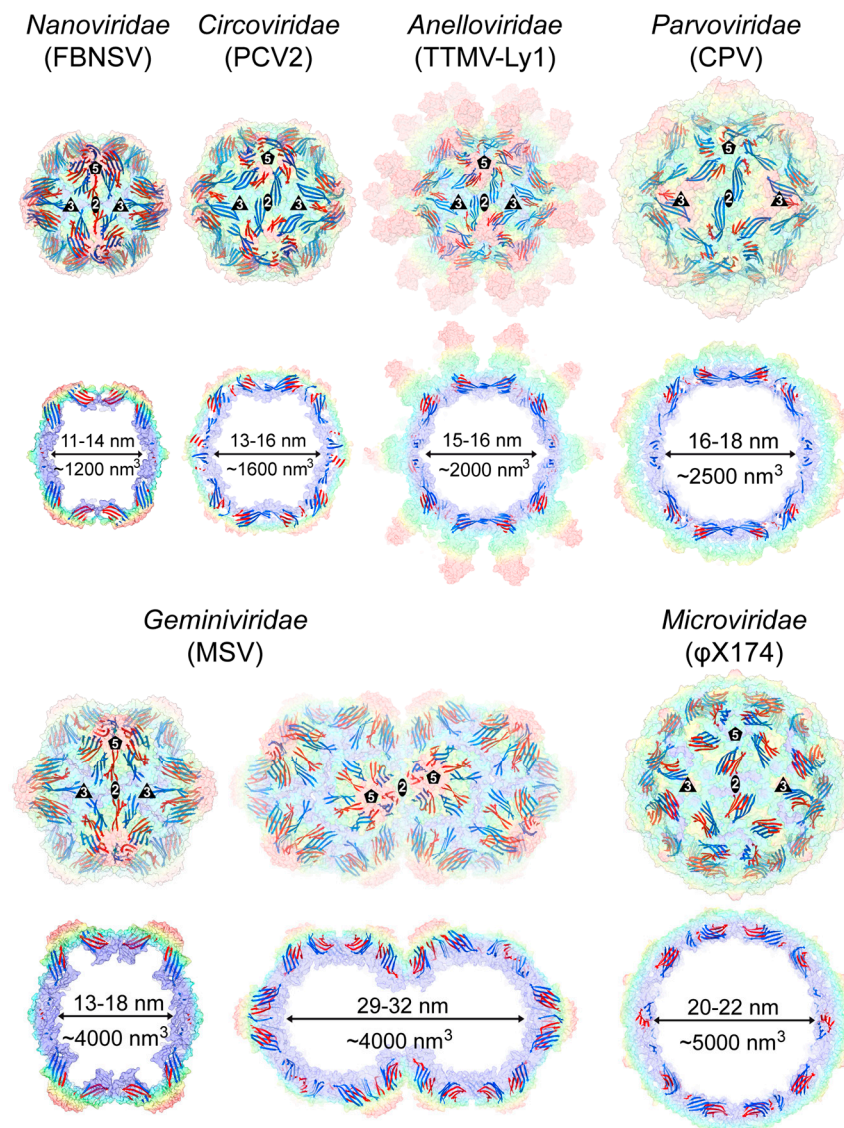 Nanoviridae
(FBNSV)
Circoviridae
(PCV2)
Anelloviridae
(TTMV-Ly1)
Parvoviridae
(CPV)
5
3
2
3
5
2
3
5
3
2
3
5
2
3
11-14 nm
~1200 nm³
13-16 nm
~1600 nm³
15-16 nm
~2000 nm³
16-18 nm
~2500 nm³
Geminiviridae
(MSV)
Microviridae
(φX174)
5
3
2
3
5
2
5
5
3
2
3
13-18 nm
~4000 nm³
29-32 nm
~4000 nm³
20-22 nm
~5000 nm³